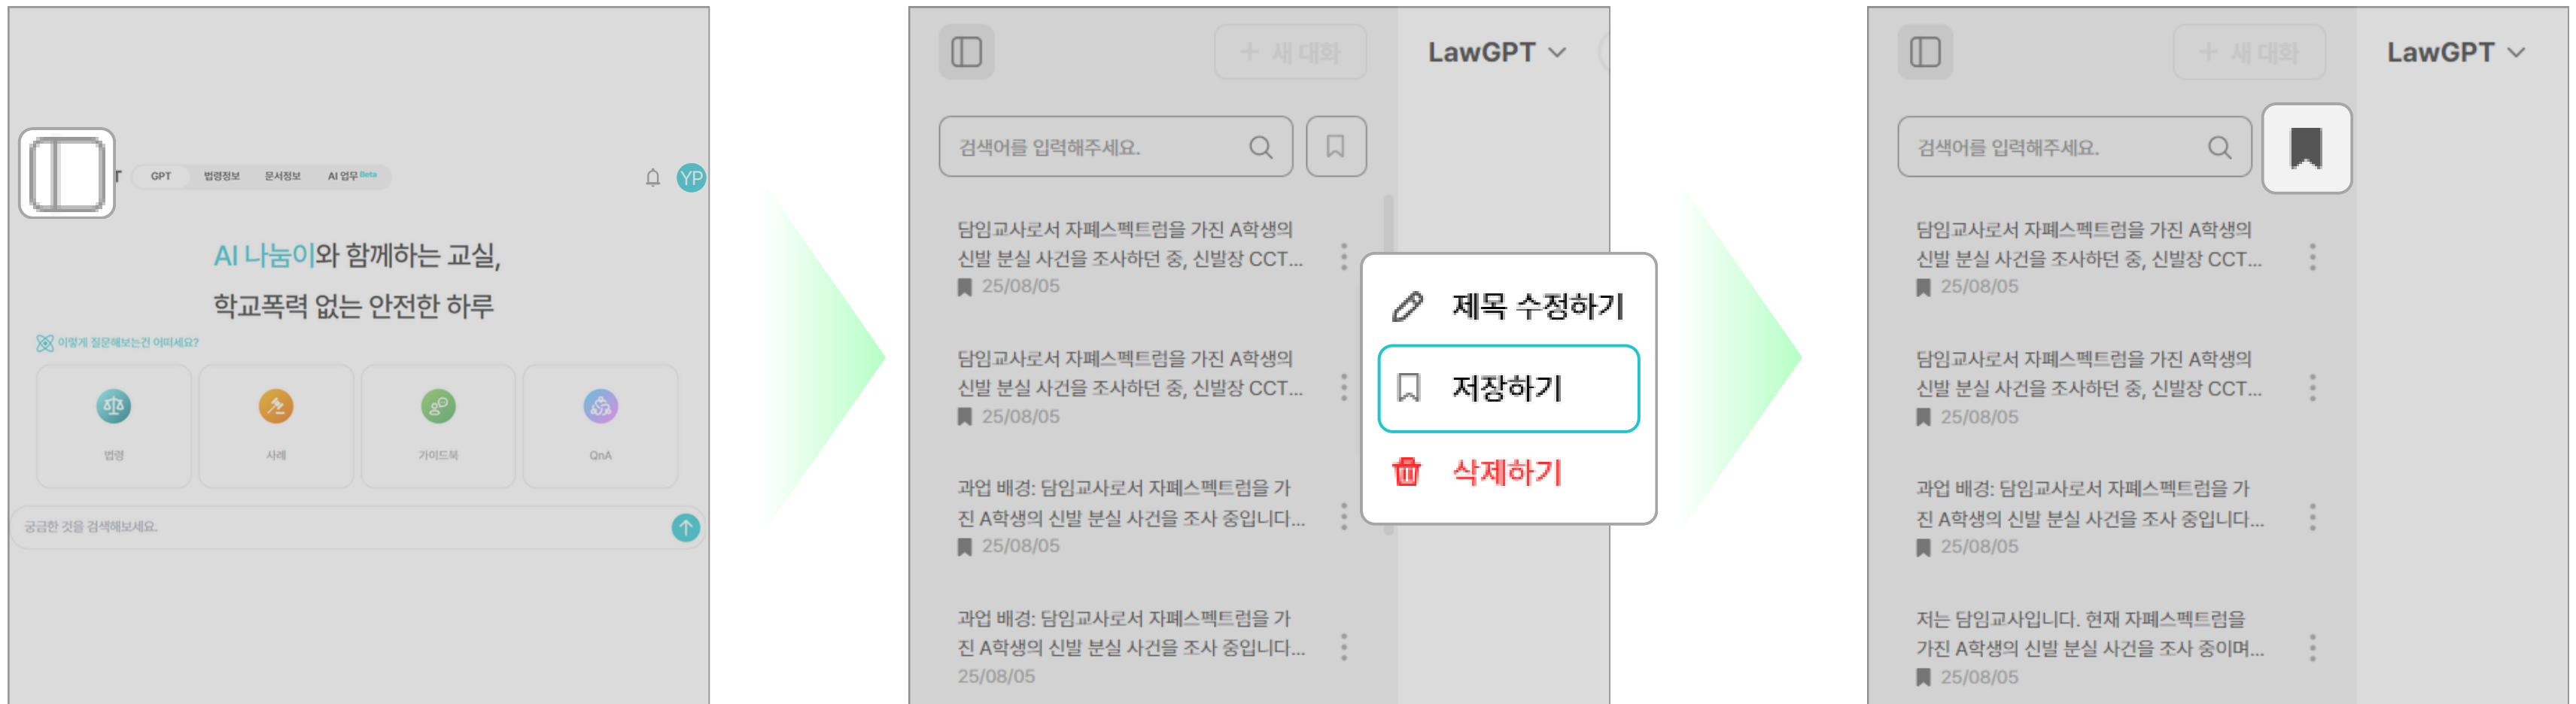 T
GPT
법령정보
문서정보
AI 업무 Beta
YP
AI 나눔이와 함께하는 교실,
학교폭력 없는 안전한 하루
이렇게 질문해보는건 어떠세요?
법령
사례
가이드북
QnA
궁금한 것을 검색해보세요.
+ 새 대화
LawGPT
검색어를 입력해주세요.
담임교사로서 자폐스펙트럼을 가진 A학생의
신발 분실 사건을 조사하던 중, 신발장 CCT...
25/08/05
담임교사로서 자폐스펙트럼을 가진 A학생의
신발 분실 사건을 조사하던 중, 신발장 CCT...
25/08/05
과업 배경: 담임교사로서 자폐스펙트럼을 가
진 A학생의 신발 분실 사건을 조사 중입니다...
25/08/05
과업 배경: 담임교사로서 자폐스펙트럼을 가
진 A학생의 신발 분실 사건을 조사 중입니다...
25/08/05
제목 수정하기
저장하기
삭제하기
+ 새 대화
LawGPT
검색어를 입력해주세요.
담임교사로서 자폐스펙트럼을 가진 A학생의
신발 분실 사건을 조사하던 중, 신발장 CCT...
25/08/05
담임교사로서 자폐스펙트럼을 가진 A학생의
신발 분실 사건을 조사하던 중, 신발장 CCT...
25/08/05
과업 배경: 담임교사로서 자폐스펙트럼을 가
진 A학생의 신발 분실 사건을 조사 중입니다...
25/08/05
저는 담임교사입니다. 현재 자폐스펙트럼을
가진 A학생의 신발 분실 사건을 조사 중이며...
25/08/05